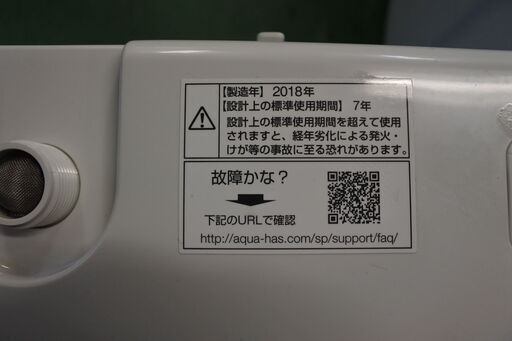 【製造年】2018年
【設計上の標準使用期間】7年
設計上の標準使用期間を超えて使用
されますと、経年劣化による発火・
けが等の事故に至る恐れがあります。
故障かな？
下記のURLで確認
http://aqua-has.com/sp/support/faq/